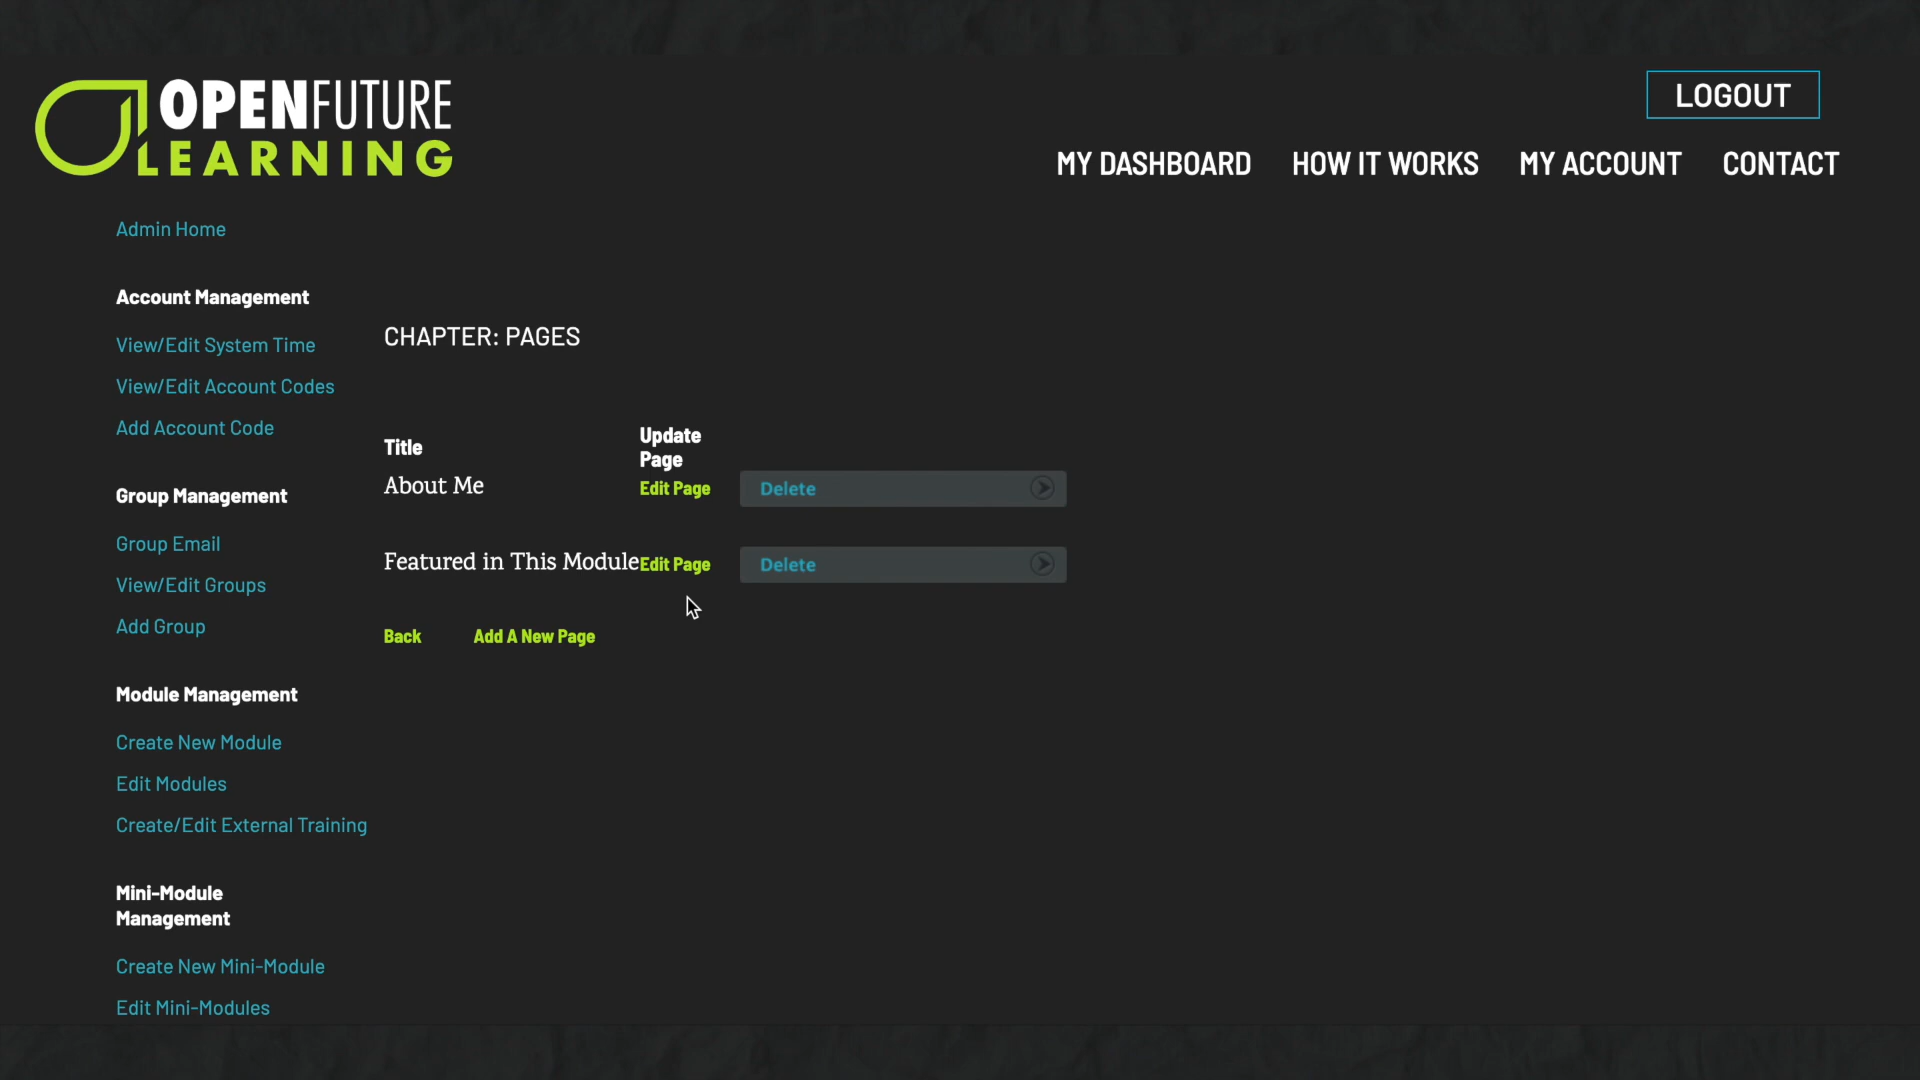 OPENFUTURE
LEARNING
LOGOUT
MY DASHBOARD HOW IT WORKS MY ACCOUNT CONTACT
Admin Home
Account Management
View/Edit System Time
View/Edit Account Codes
Add Account Code
Group Management
Group Email
View/Edit Groups
Add Group
Module Management
Create New Module
Edit Modules
Create/Edit External Training
Mini-Module
Management
Create New Mini-Module
Edit Mini-Modules
CHAPTER: PAGES
Title
Update
Page
About Me Edit Page Delete
Featured in This Module Edit Page Delete
Back Add A New Page